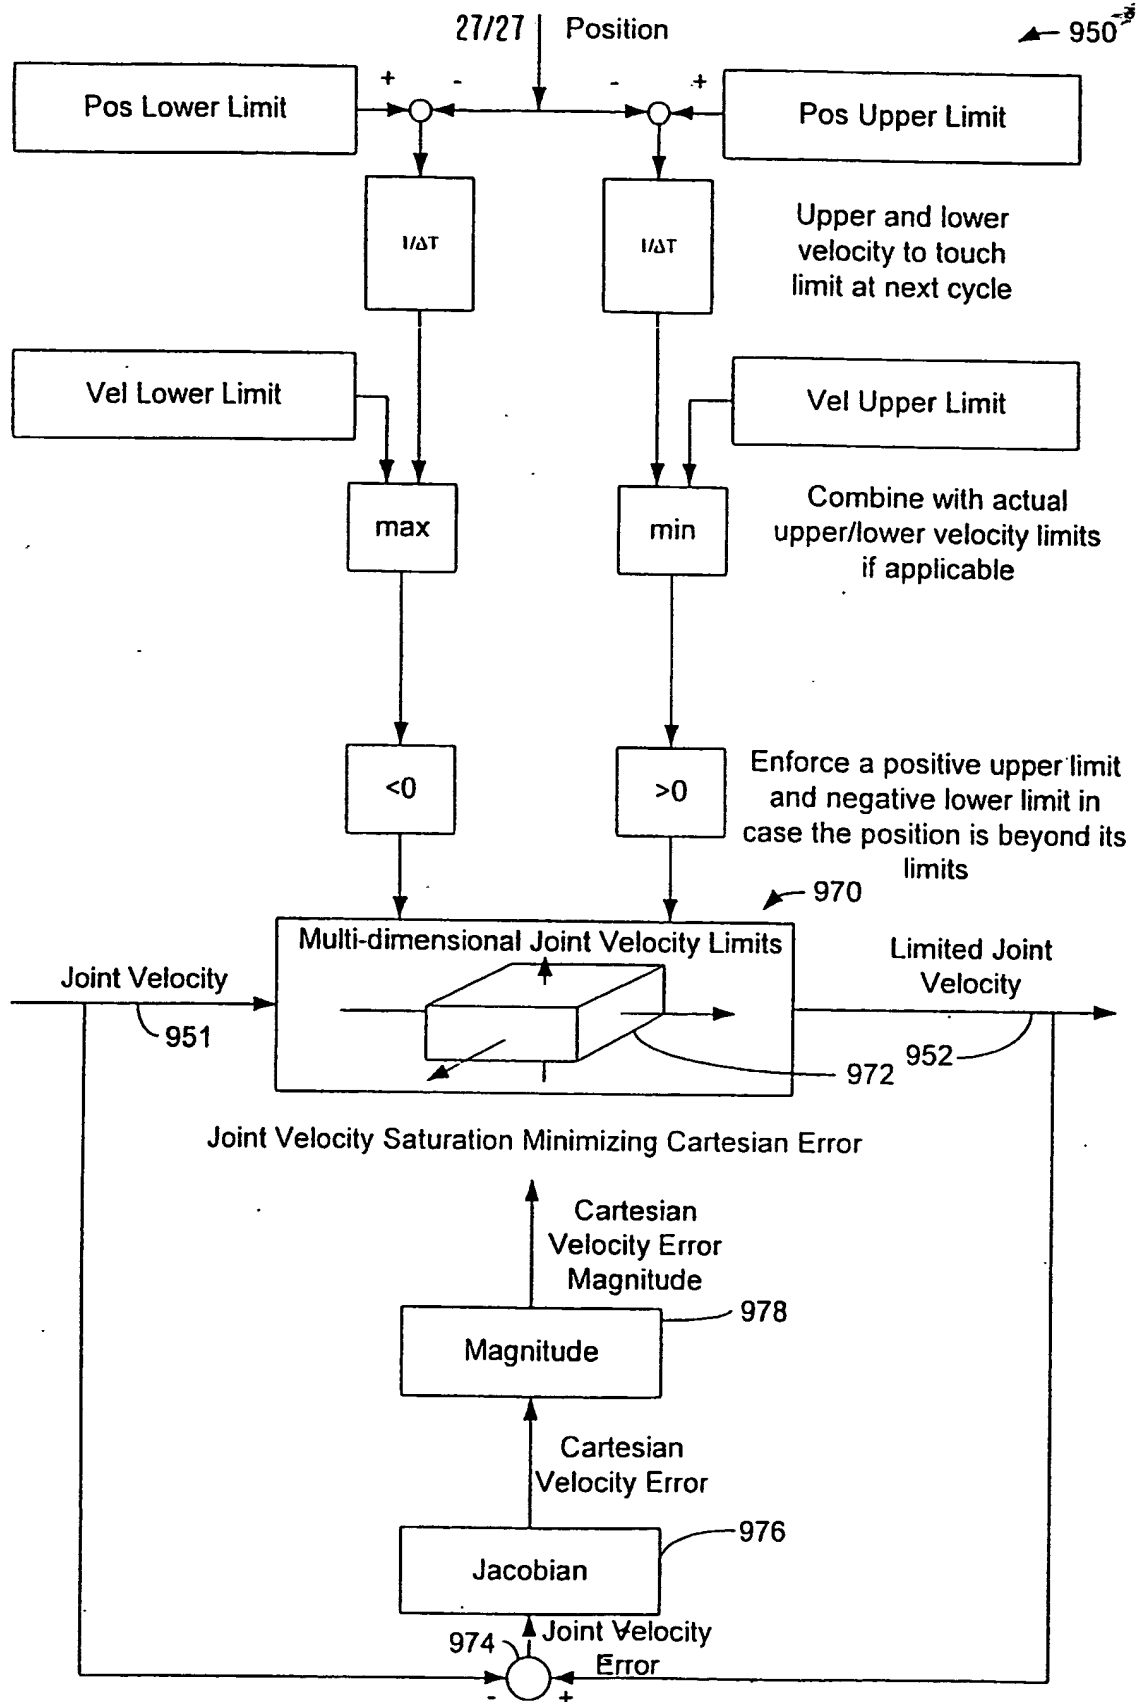 27/27
Position
950
+
-
-
+
Pos Lower Limit
Pos Upper Limit
1/ΔT
1/ΔT
Upper and lower
velocity to touch
limit at next cycle
Vel Lower Limit
Vel Upper Limit
max
min
Combine with actual
upper/lower velocity limits
if applicable
<0
>0
Enforce a positive upper limit
and negative lower limit in
case the position is beyond its
limits
970
Multi-dimensional Joint Velocity Limits
Joint Velocity
951
Limited Joint
Velocity
952
972
Joint Velocity Saturation Minimizing Cartesian Error
Cartesian
Velocity Error
Magnitude
978
Magnitude
Cartesian
Velocity Error
976
Jacobian
974
Joint Velocity
Error
-
+